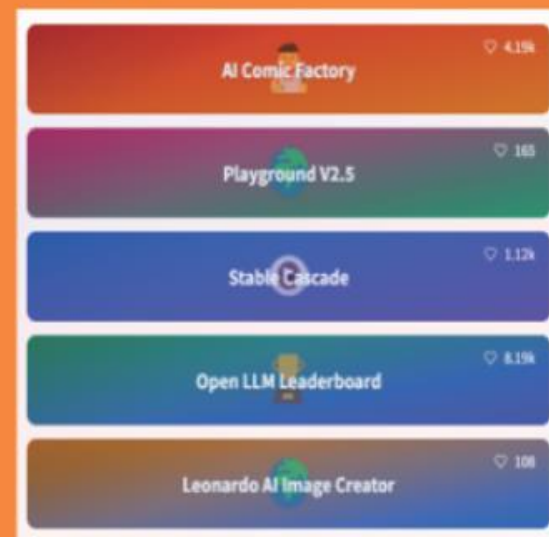 4.19k
AI Comic Factory
165
Playground V2.5
1.12k
Stable Cascade
8.19k
Open LLM Leaderboard
108
Leonardo AI Image Creator